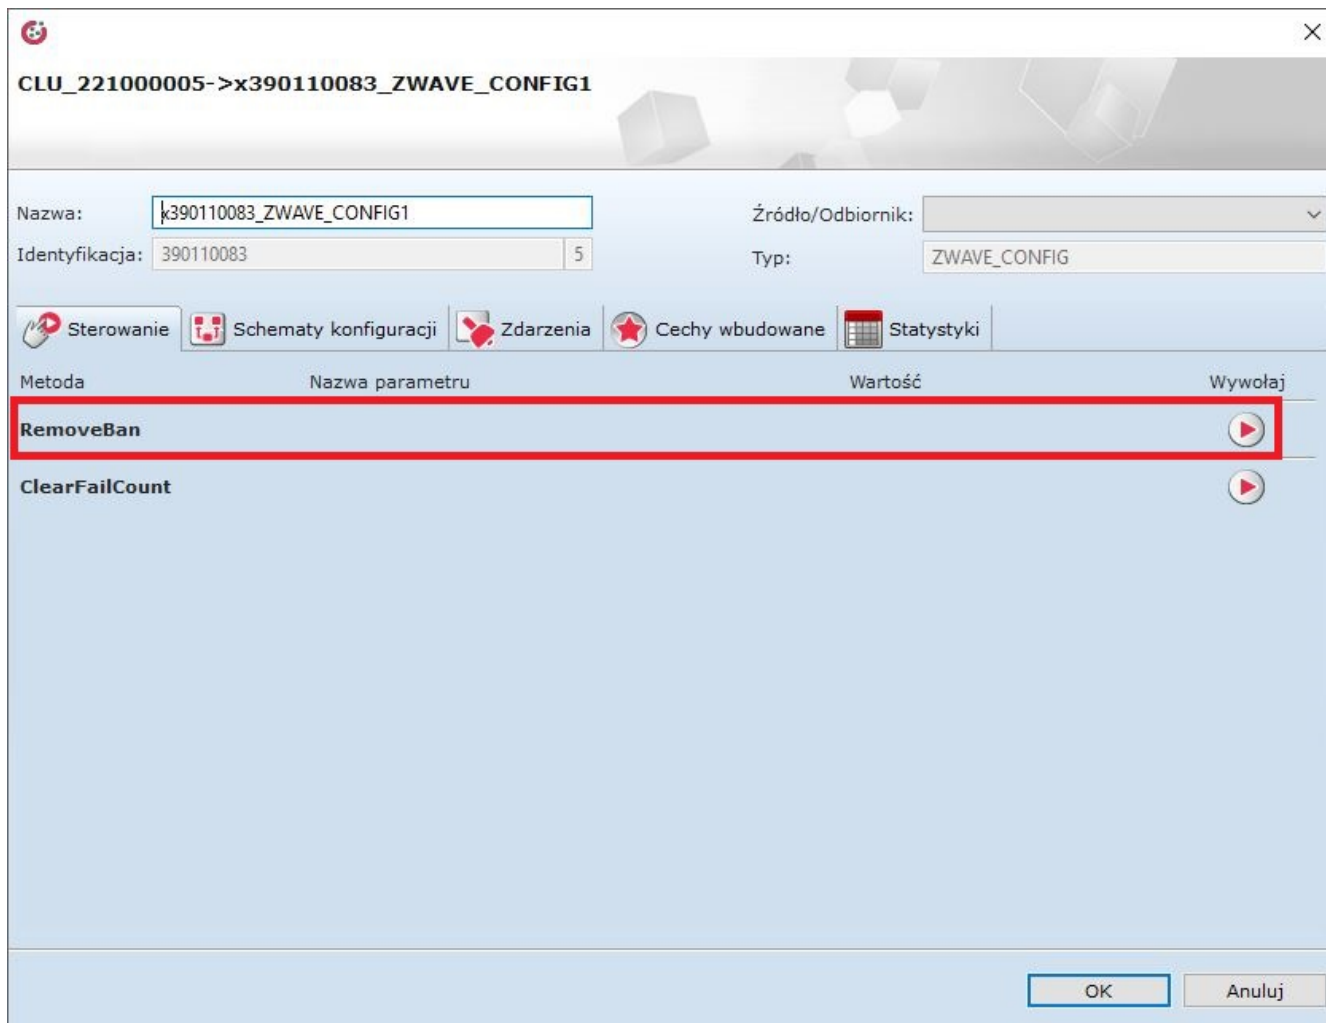 CLU_221000005->x390110083_ZWAVE_CONFIG1
Nazwa: x390110083_ZWAVE_CONFIG1 Źródło/Odbiornik:
Identyfikacja: 390110083 5 Typ: ZWAVE_CONFIG
Sterowanie Schematy konfiguracji Zdarzenia Cechy wbudowane Statystyki
Metoda Nazwa parametru Wartość Wywołaj
RemoveBan
ClearFailCount
OK Anuluj